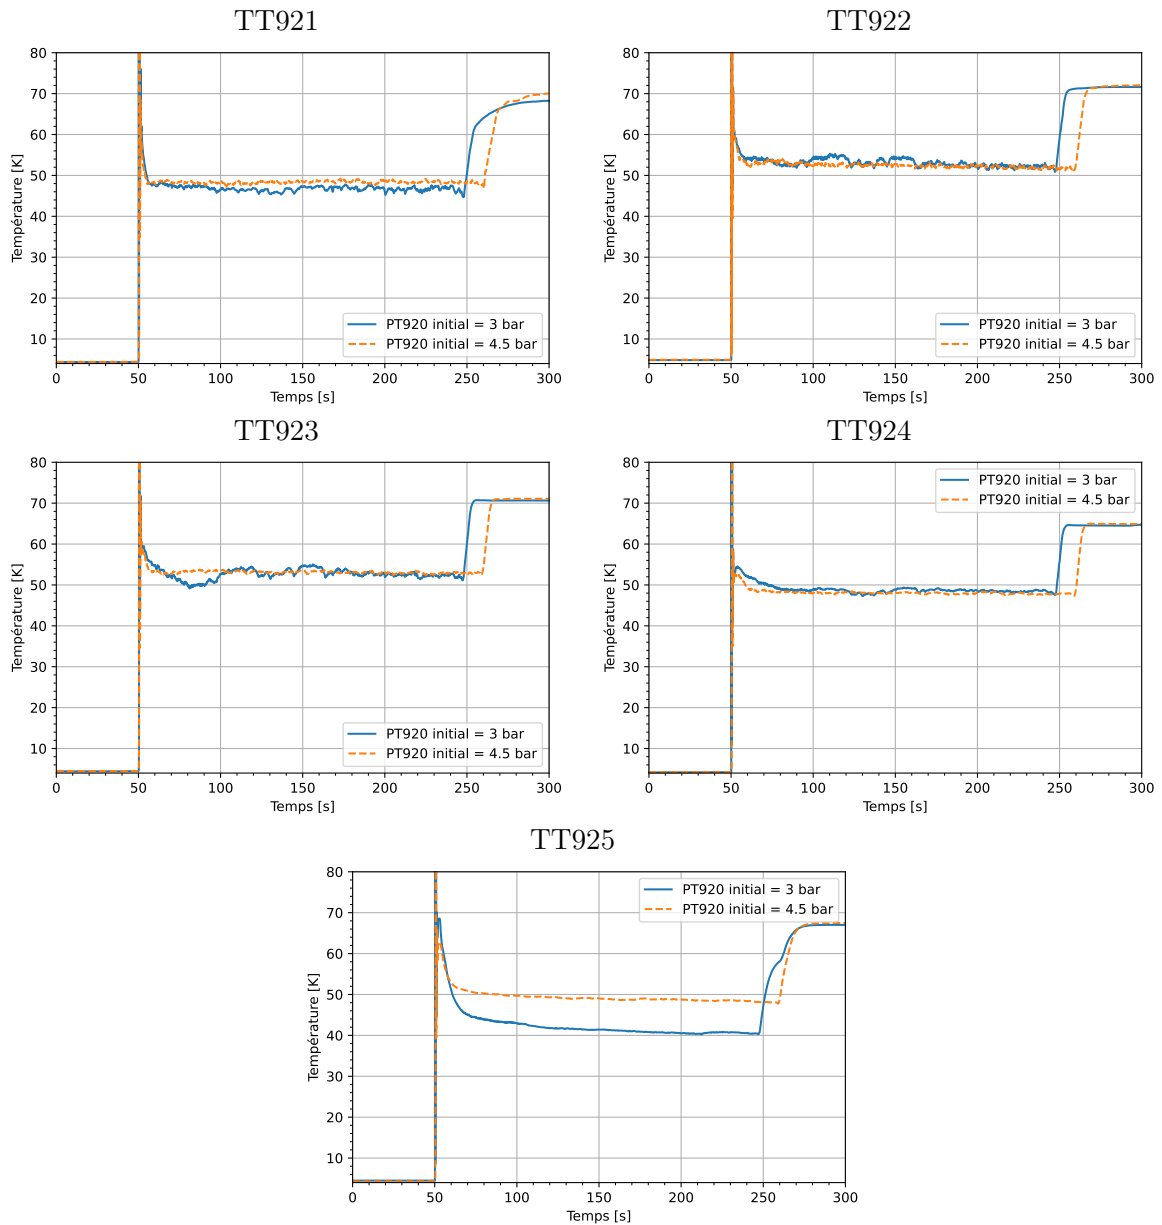 TT921
TT922
80
70
60
50
40
30
20
10
Température [K]
PT920 initial = 3 bar
PT920 initial = 4.5 bar
0 50 100 150 200 250 300
Temps [s]
80
70
60
50
40
30
20
10
Température [K]
PT920 initial = 3 bar
PT920 initial = 4.5 bar
0 50 100 150 200 250 300
Temps [s]
TT923
TT924
80
70
60
50
40
30
20
10
Température [K]
PT920 initial = 3 bar
PT920 initial = 4.5 bar
0 50 100 150 200 250 300
Temps [s]
80
70
60
50
40
30
20
10
Température [K]
PT920 initial = 3 bar
PT920 initial = 4.5 bar
0 50 100 150 200 250 300
Temps [s]
TT925
80
70
60
50
40
30
20
10
Température [K]
PT920 initial = 3 bar
PT920 initial = 4.5 bar
0 50 100 150 200 250 300
Temps [s]